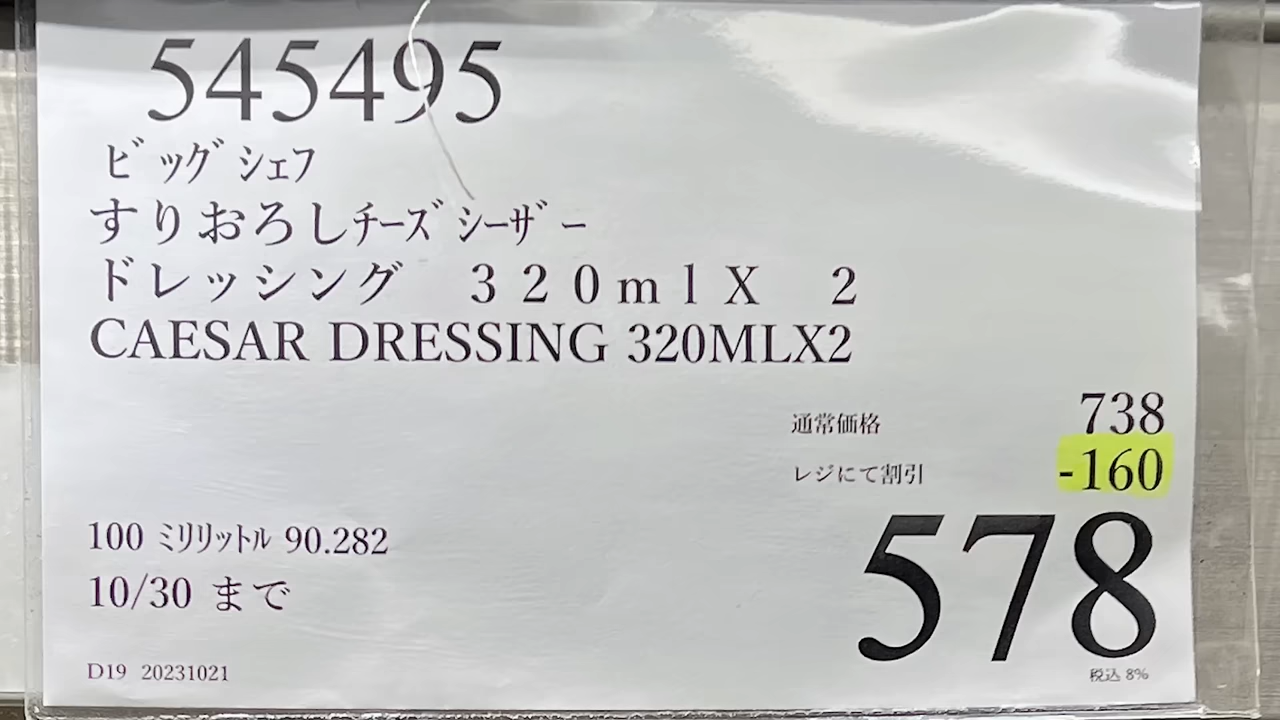 545495
ﾋﾞｯｸﾞｼｪﾌ
すりおろしﾁｰｽﾞｼｰｻﾞｰ
ドレッシング　３２０ｍｌＸ　２
CAESAR DRESSING 320MLX2
通常価格 738
レジにて割引 -160
578
100 ﾐﾘﾘｯﾄﾙ 90.282
10/30 まで
D19 20231021
税込 8%